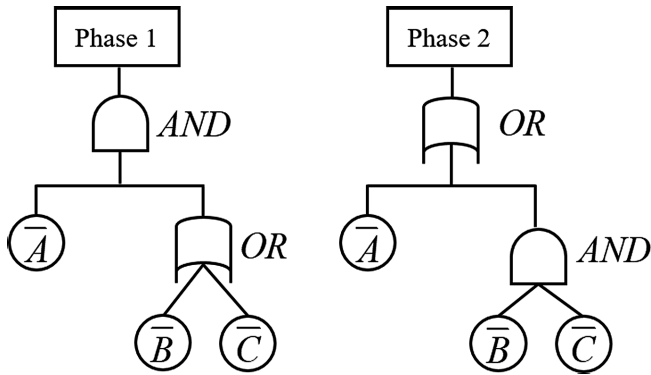 Phase 1
AND
A̅
OR
B̅
C̅
Phase 2
OR
A̅
AND
B̅
C̅